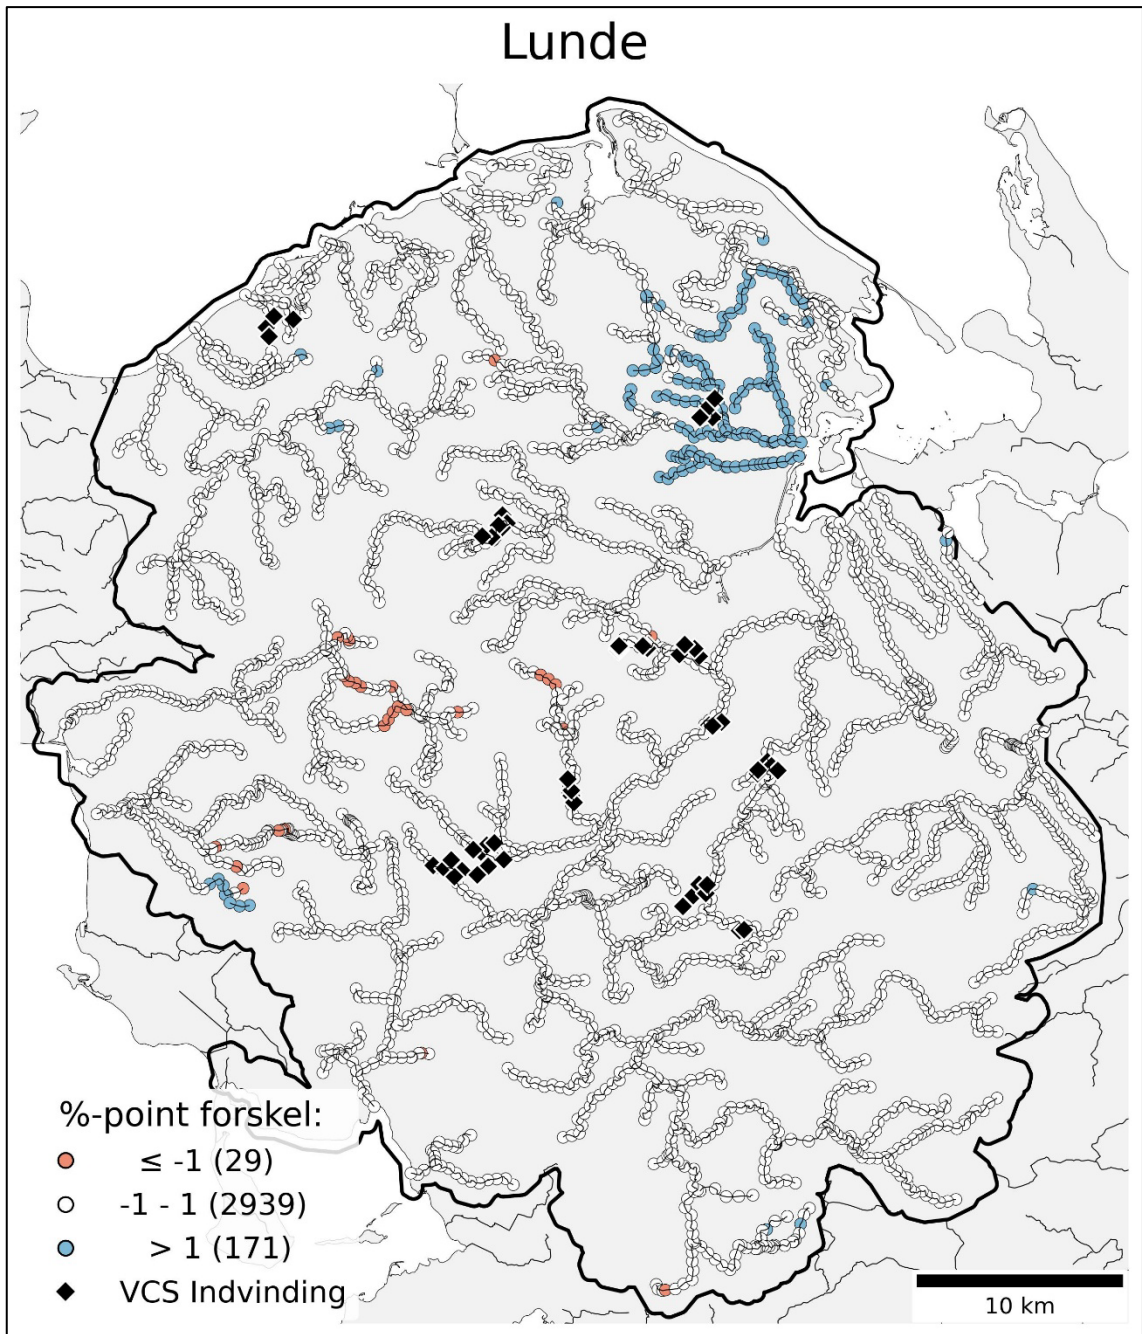 Lunde
%-point forskel:
≤ -1 (29)
-1 - 1 (2939)
> 1 (171)
VCS Indvinding
10 km